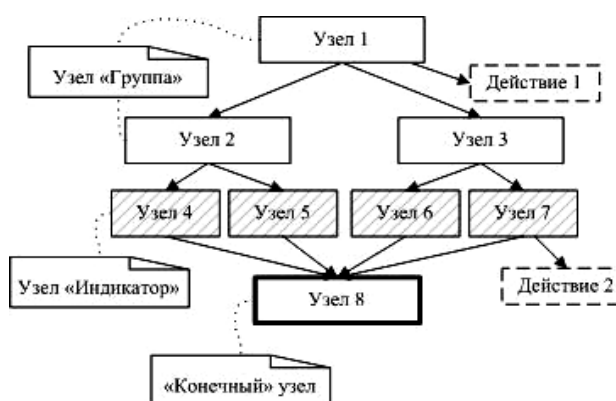 Узел 1
Узел «Группа»
Действие 1
Узел 2
Узел 3
Узел 4
Узел 5
Узел 6
Узел 7
Узел «Индикатор»
Узел 8
Действие 2
«Конечный» узел